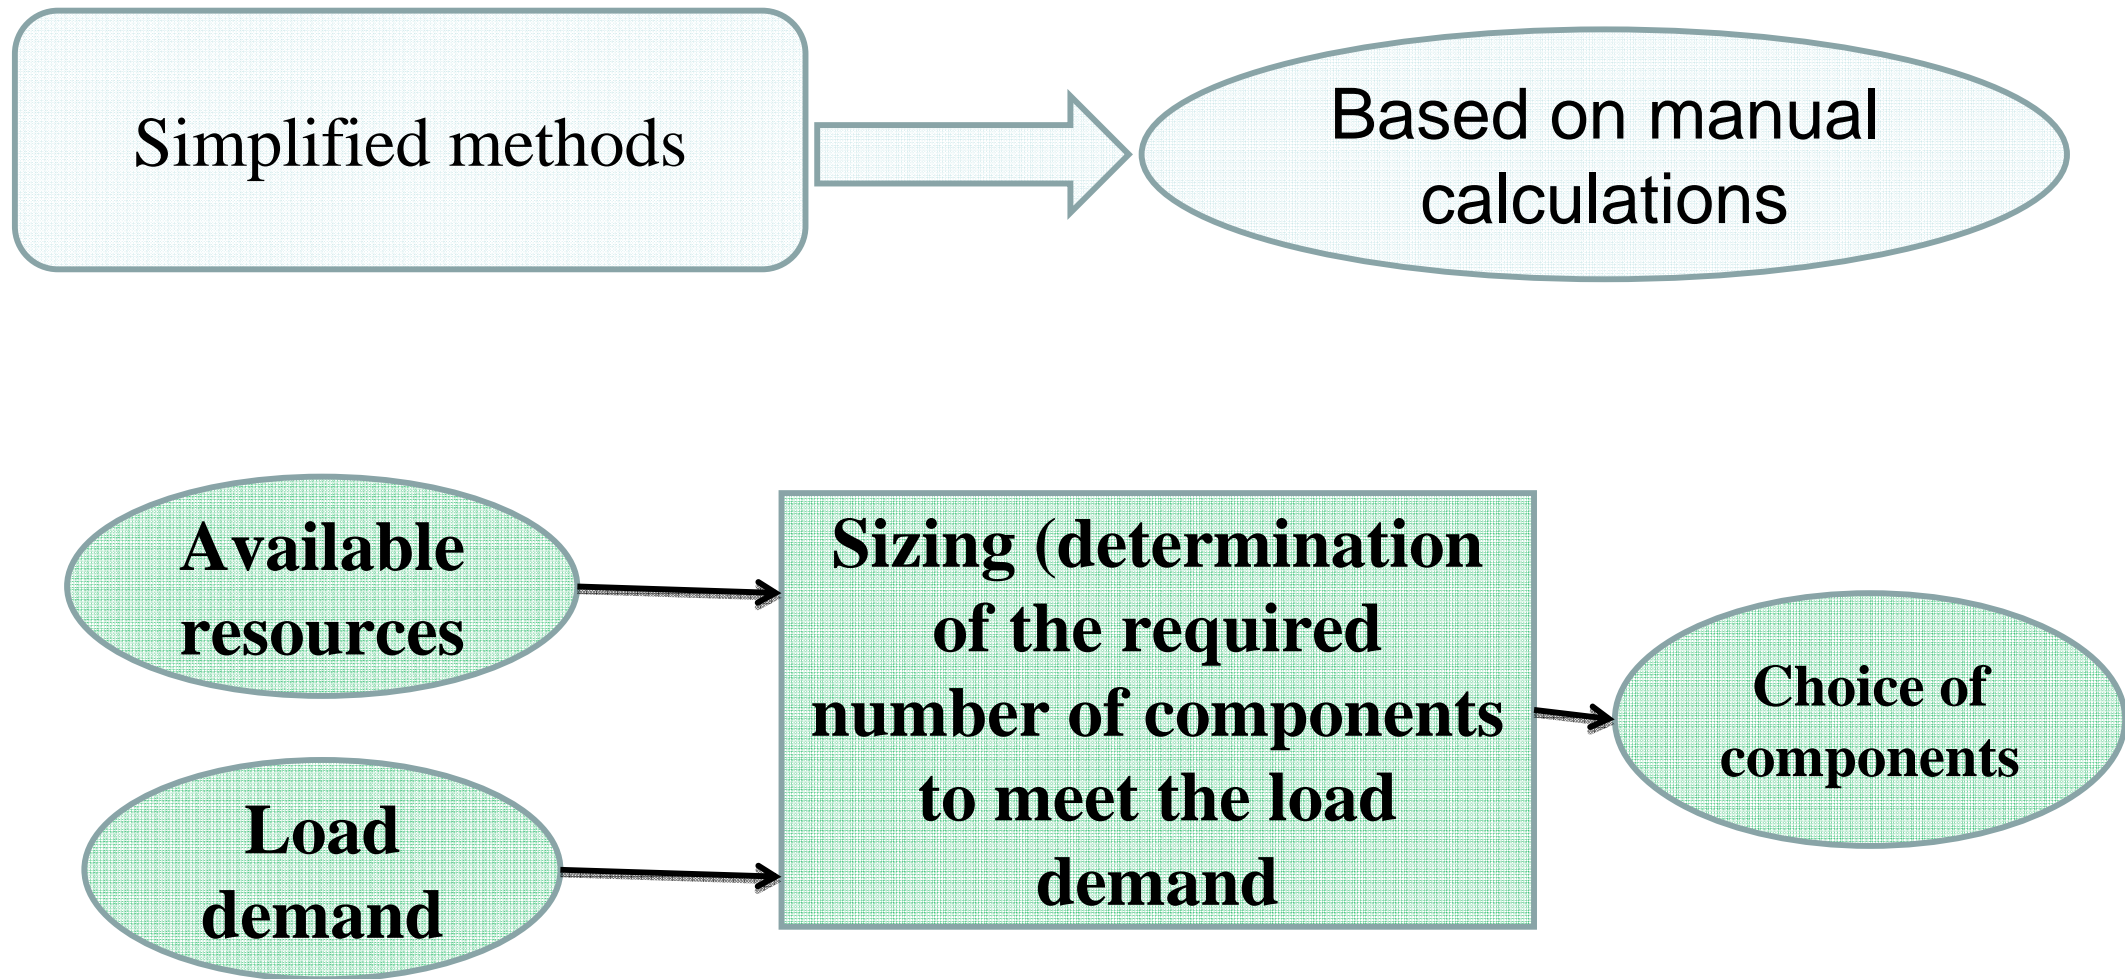 Simplified methods
Based on manual
calculations
Available
resources
Load
demand
Sizing (determination
of the required
number of components
to meet the load
demand
Choice of
components